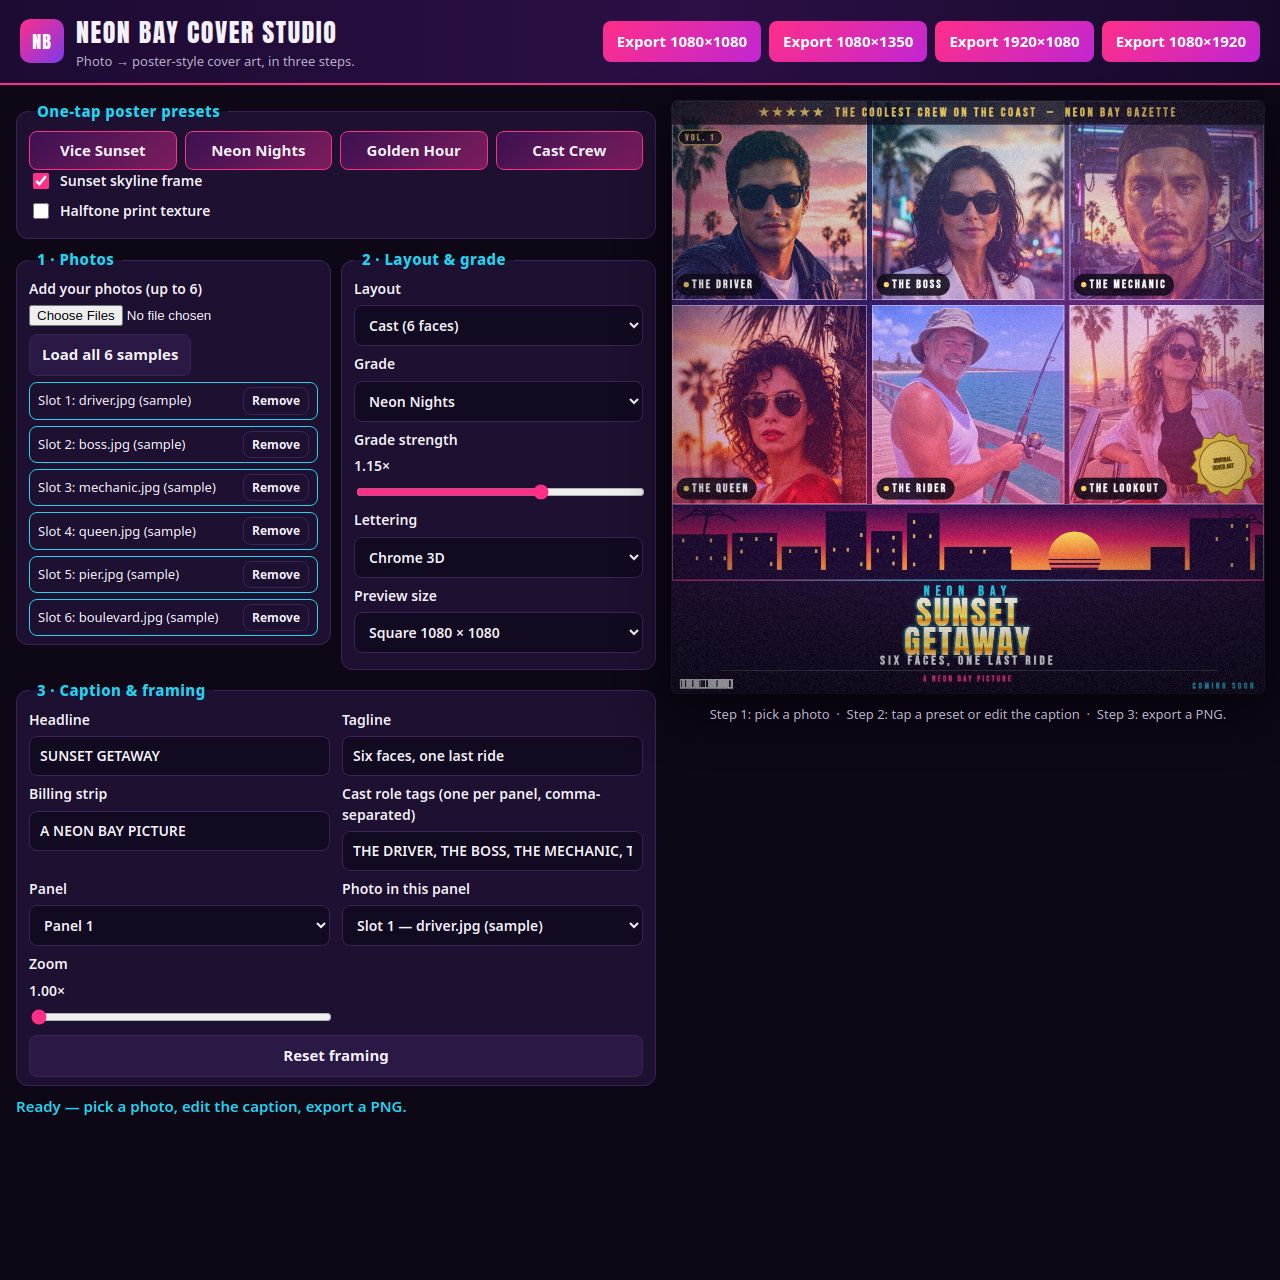 NB
NEON BAY COVER STUDIO
Photo → poster-style cover art, in three steps.
Export 1080×1080
Export 1080×1350
Export 1920×1080
Export 1080×1920
One-tap poster presets
Vice Sunset
Neon Nights
Golden Hour
Cast Crew
Sunset skyline frame
Halftone print texture
1 · Photos
Add your photos (up to 6)
Choose Files No file chosen
Load all 6 samples
Slot 1: driver.jpg (sample) Remove
Slot 2: boss.jpg (sample) Remove
Slot 3: mechanic.jpg (sample) Remove
Slot 4: queen.jpg (sample) Remove
Slot 5: pier.jpg (sample) Remove
Slot 6: boulevard.jpg (sample) Remove
2 · Layout & grade
Layout
Cast (6 faces)
Grade
Neon Nights
Grade strength
1.15×
Lettering
Chrome 3D
Preview size
Square 1080 × 1080
3 · Caption & framing
Headline
SUNSET GETAWAY
Tagline
Six faces, one last ride
Billing strip
A NEON BAY PICTURE
Cast role tags (one per panel, comma-
separated)
THE DRIVER, THE BOSS, THE MECHANIC, T
Panel
Panel 1
Photo in this panel
Slot 1 — driver.jpg (sample)
Zoom
1.00×
Reset framing
Ready — pick a photo, edit the caption, export a PNG.
★★★★★ THE COOLEST CREW ON THE COAST — NEON BAY GAZETTE
VOL. 1
THE DRIVER
THE BOSS
THE MECHANIC
THE QUEEN
THE RIDER
THE LOOKOUT
ORIGINAL
COVER ART
NEON BAY
SUNSET
GETAWAY
SIX FACES, ONE LAST RIDE
A NEON BAY PICTURE
COMING SOON
Step 1: pick a photo · Step 2: tap a preset or edit the caption · Step 3: export a PNG.